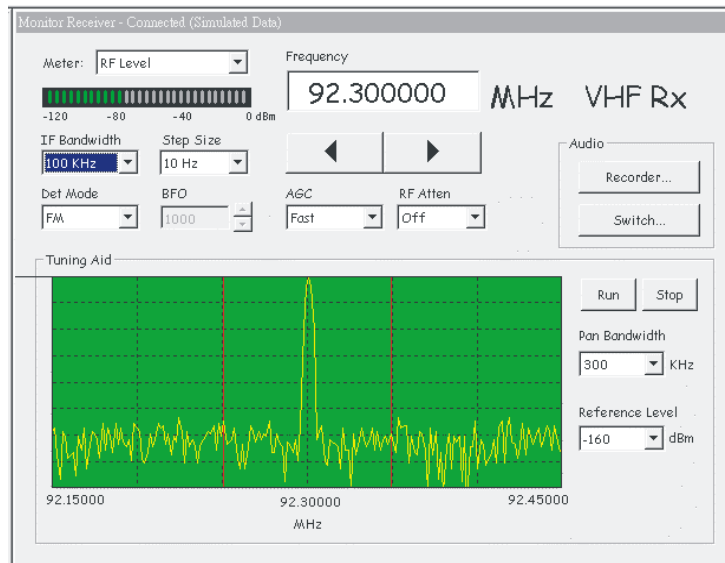 Monitor Receiver - Connected (Simulated Data)
Meter: RF Level
Frequency
92.300000 MHz VHF Rx
-120 -80 -40 0 dBm
IF Bandwidth Step Size
100 KHz 10 Hz
Audio
Recorder...
Det Mode BFO AGC RF Atten
FM 1000 Fast Off
Switch...
Tuning Aid
Run Stop
Pan Bandwidth
300 KHz
Reference Level
-160 dBm
92.15000 92.30000 92.45000
MHz